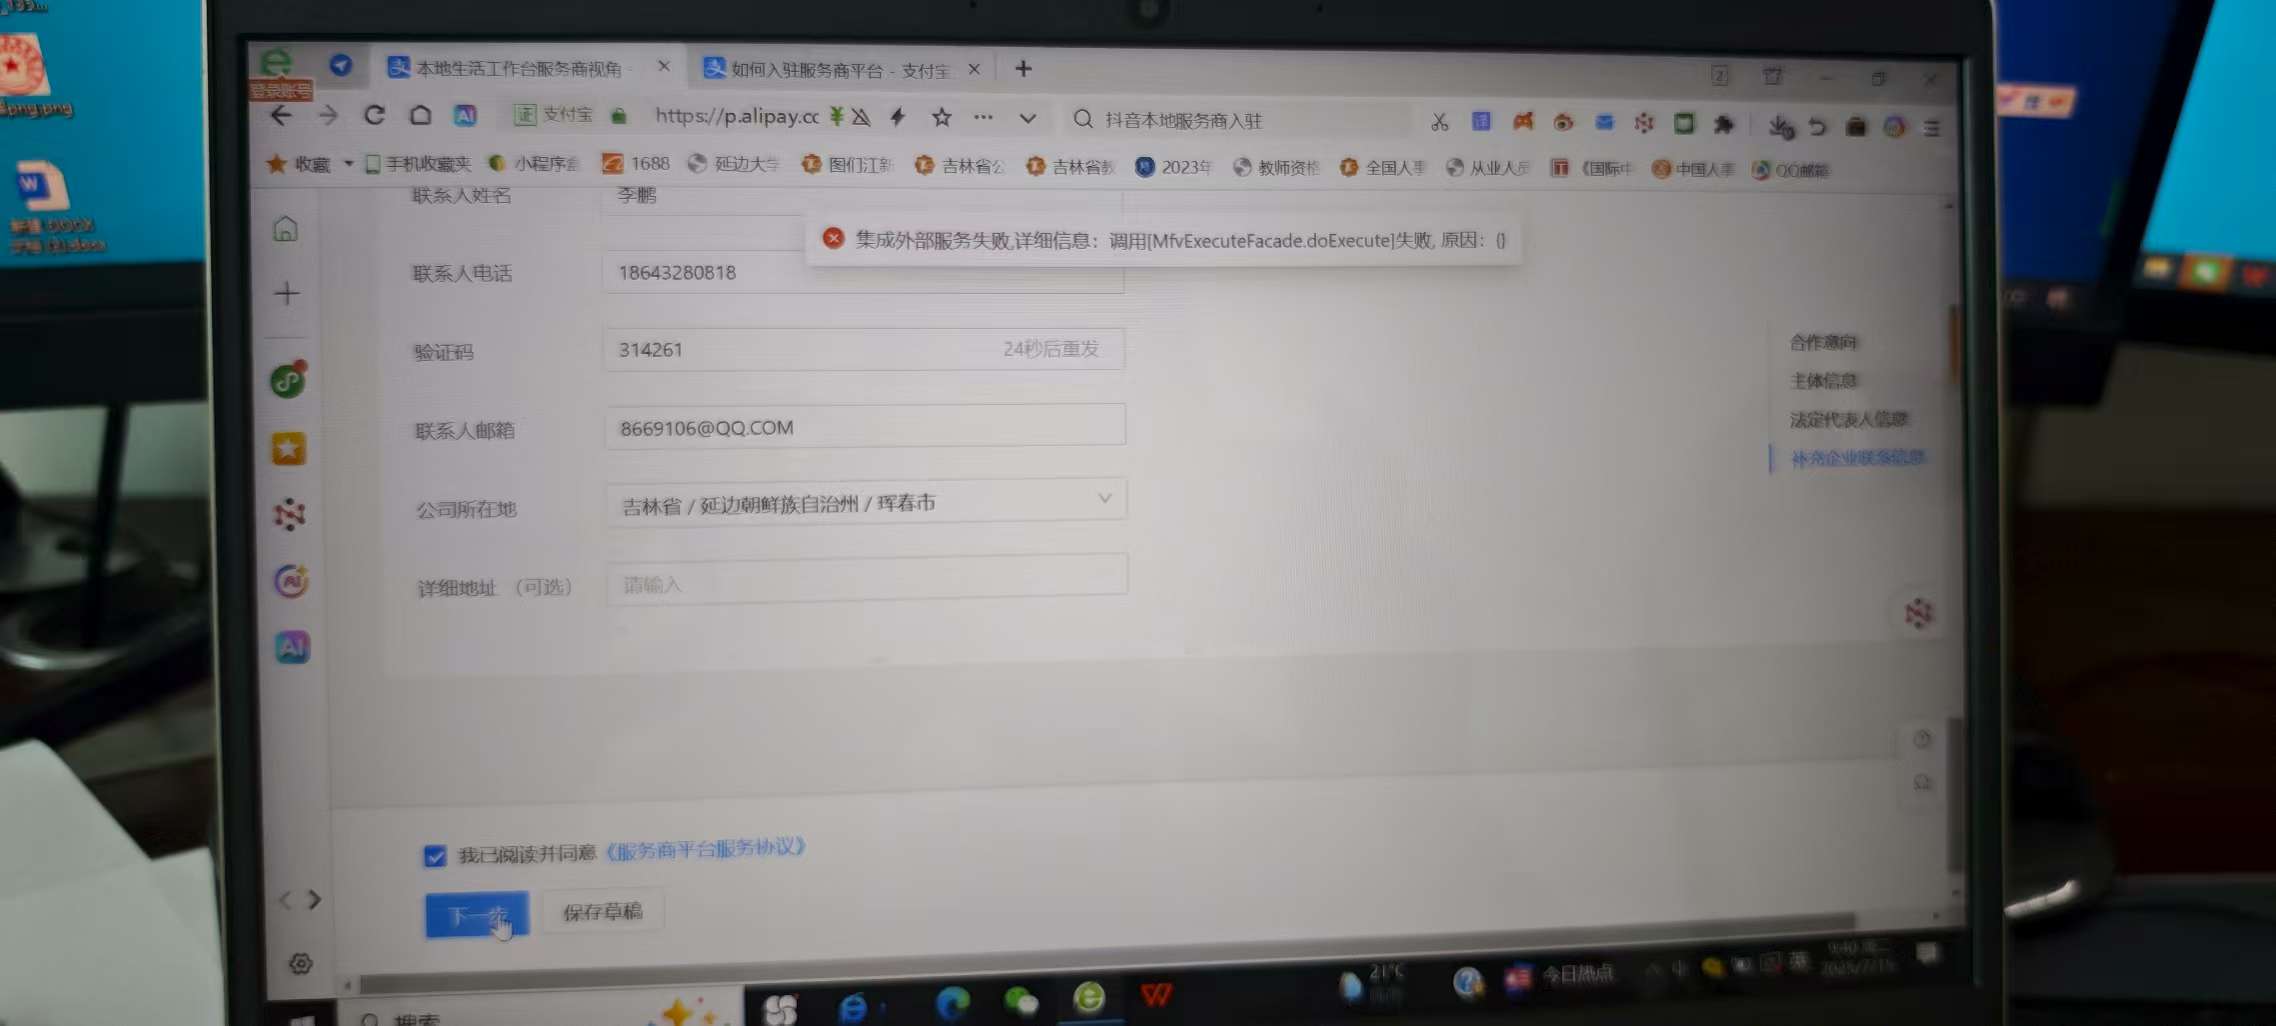 本地生活工作台服务商视角 -
如何入驻服务商平台 - 支付宝
登录账号
证 支付宝 https://p.alipay.cc
抖音本地服务商入驻
收藏 手机收藏夹 小程序盒 1688 延边大学 图们江新 吉林省公 吉林省教 2023年 教师资格 全国人事 从业人员 《国际中 中国人事 QQ邮箱
联系人姓名 李鹏
集成外部服务失败,详细信息：调用[MfvExecuteFacade.doExecute]失败, 原因：{}
联系人电话 18643280818
验证码 314261 24秒后重发
联系人邮箱 8669106@QQ.COM
公司所在地 吉林省 / 延边朝鲜族自治州 / 珲春市
详细地址 （可选） 请输入
合作意向
主体信息
法定代表人信息
补充企业联系信息
我已阅读并同意《服务商平台服务协议》
下一步 保存草稿
搜索
21°C
今日热点
中
英
9:40